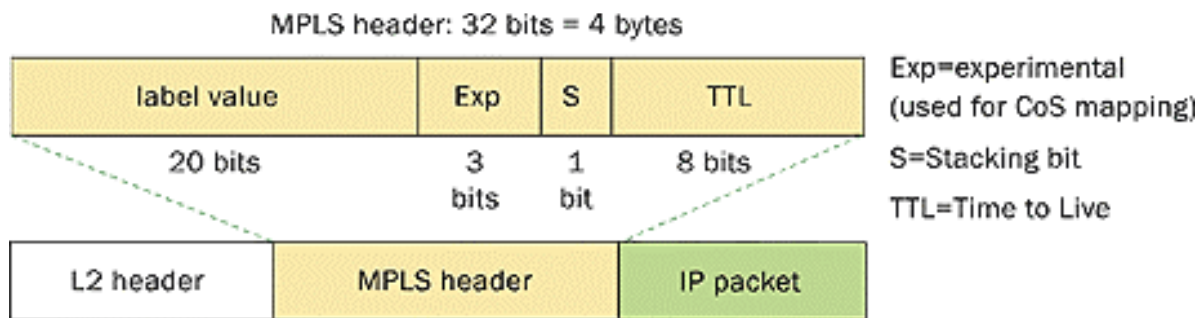 MPLS header: 32 bits = 4 bytes
label value Exp S TTL
20 bits 3 bits 1 bit 8 bits
Exp=experimental
(used for CoS mapping)
S=Stacking bit
TTL=Time to Live
L2 header MPLS header IP packet